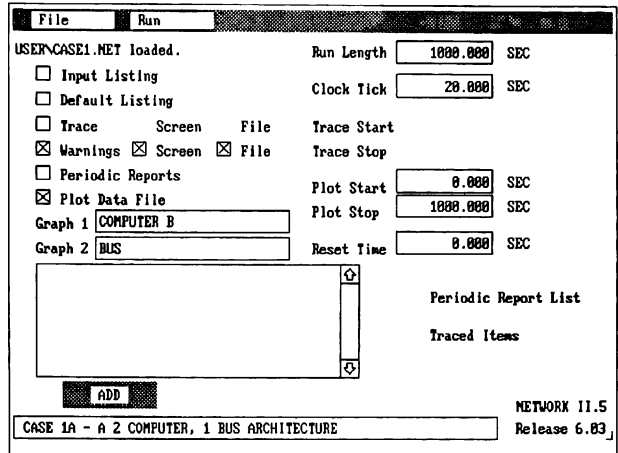 File Run
USER\CASE1.NET loaded.
Run Length 1000.000 SEC
Input Listing
Clock Tick 20.000 SEC
Default Listing
Trace Screen File Trace Start
Warnings Screen File Trace Stop
Periodic Reports
Plot Start 0.000 SEC
Plot Data File
Plot Stop 1000.000 SEC
Graph 1 COMPUTER B
Graph 2 BUS
Reset Time 0.000 SEC
Periodic Report List
Traced Items
ADD
NETWORK II.5
CASE 1A - A 2 COMPUTER, 1 BUS ARCHITECTURE
Release 6.03